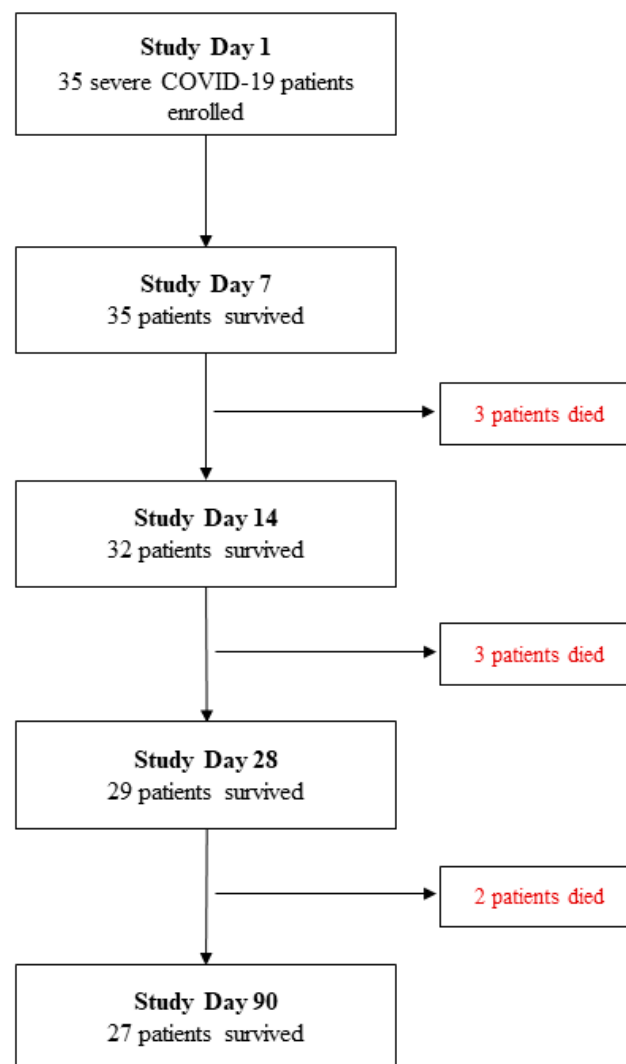 Study Day 1
35 severe COVID-19 patients
enrolled
Study Day 7
35 patients survived
3 patients died
Study Day 14
32 patients survived
3 patients died
Study Day 28
29 patients survived
2 patients died
Study Day 90
27 patients survived